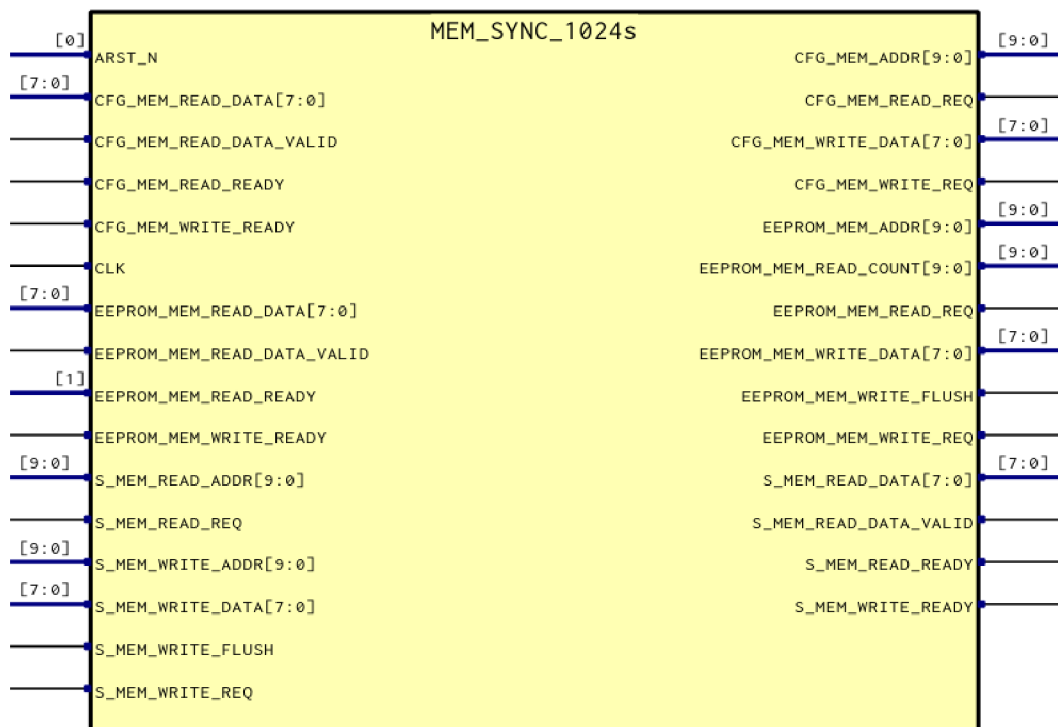 MEM_SYNC_1024s
[0]
ARST_N
CFG_MEM_ADDR[9:0]
[9:0]
[7:0]
CFG_MEM_READ_DATA[7:0]
CFG_MEM_READ_REQ
CFG_MEM_READ_DATA_VALID
CFG_MEM_WRITE_DATA[7:0]
[7:0]
CFG_MEM_READ_READY
CFG_MEM_WRITE_REQ
CFG_MEM_WRITE_READY
EEPROM_MEM_ADDR[9:0]
[9:0]
CLK
EEPROM_MEM_READ_COUNT[9:0]
[9:0]
[7:0]
EEPROM_MEM_READ_DATA[7:0]
EEPROM_MEM_READ_REQ
EEPROM_MEM_READ_DATA_VALID
EEPROM_MEM_WRITE_DATA[7:0]
[7:0]
[1]
EEPROM_MEM_READ_READY
EEPROM_MEM_WRITE_FLUSH
EEPROM_MEM_WRITE_READY
EEPROM_MEM_WRITE_REQ
[9:0]
S_MEM_READ_ADDR[9:0]
S_MEM_READ_DATA[7:0]
[7:0]
S_MEM_READ_REQ
S_MEM_READ_DATA_VALID
[9:0]
S_MEM_WRITE_ADDR[9:0]
S_MEM_READ_READY
[7:0]
S_MEM_WRITE_DATA[7:0]
S_MEM_WRITE_READY
S_MEM_WRITE_FLUSH
S_MEM_WRITE_REQ